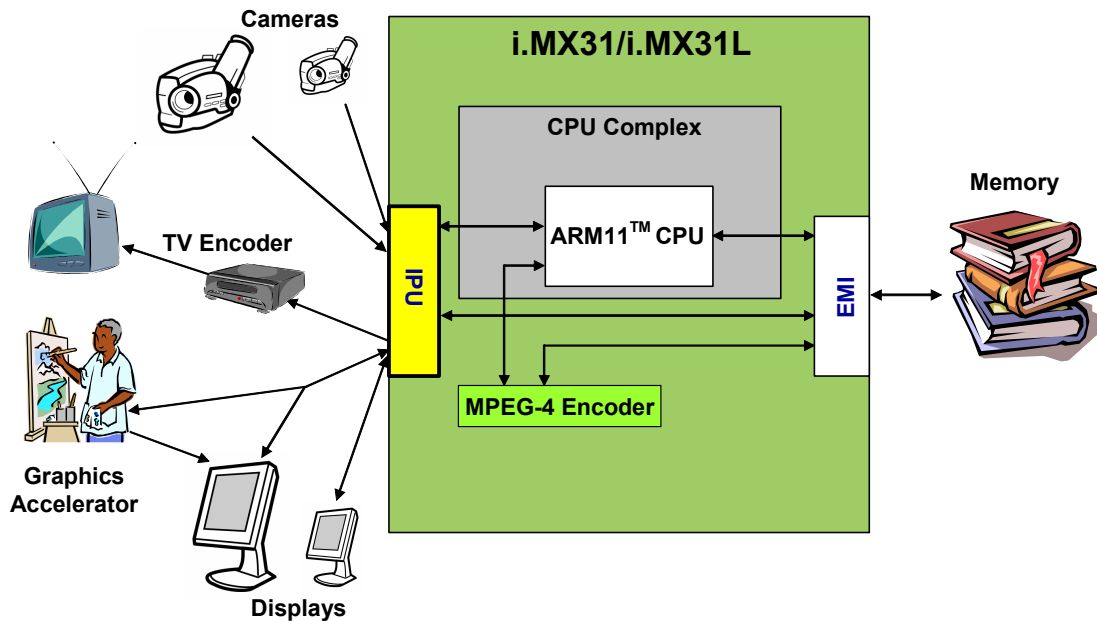 Cameras
i.MX31/i.MX31L
CPU Complex
Memory
ARM11™ CPU
TV Encoder
IPU
EMI
MPEG-4 Encoder
Graphics
Accelerator
Displays